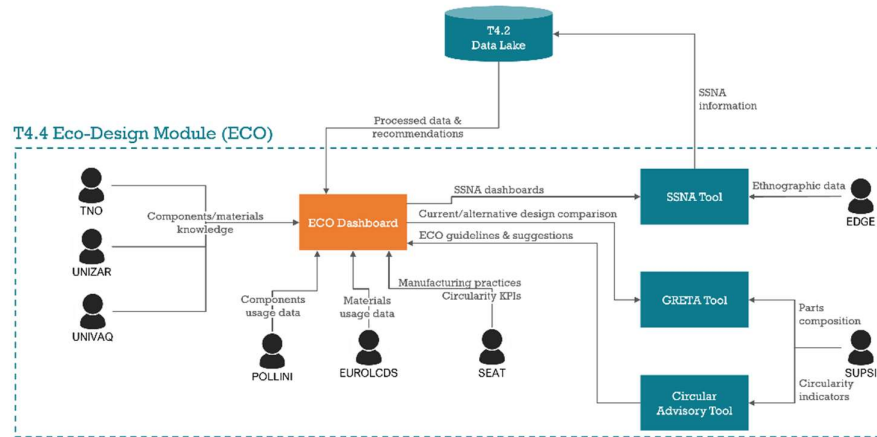 T4.2
Data Lake
SSNA
information
Processed data &
recommendations
T4.4 Eco-Design Module (ECO)
TNO
Components/materials
knowledge
UNIZAR
UNIVAQ
ECO Dashboard
SSNA dashboards
Current/alternative design comparison
ECO guidelines & suggestions
SSNA Tool
Ethnographic data
EDGE
Components
usage data
Materials
usage data
Manufacturing practices
Circularity KPIs
POLLINI
EUROLCDS
SEAT
GRETA Tool
Parts
composition
SUPSI
Circularity
indicators
Circular
Advisory Tool